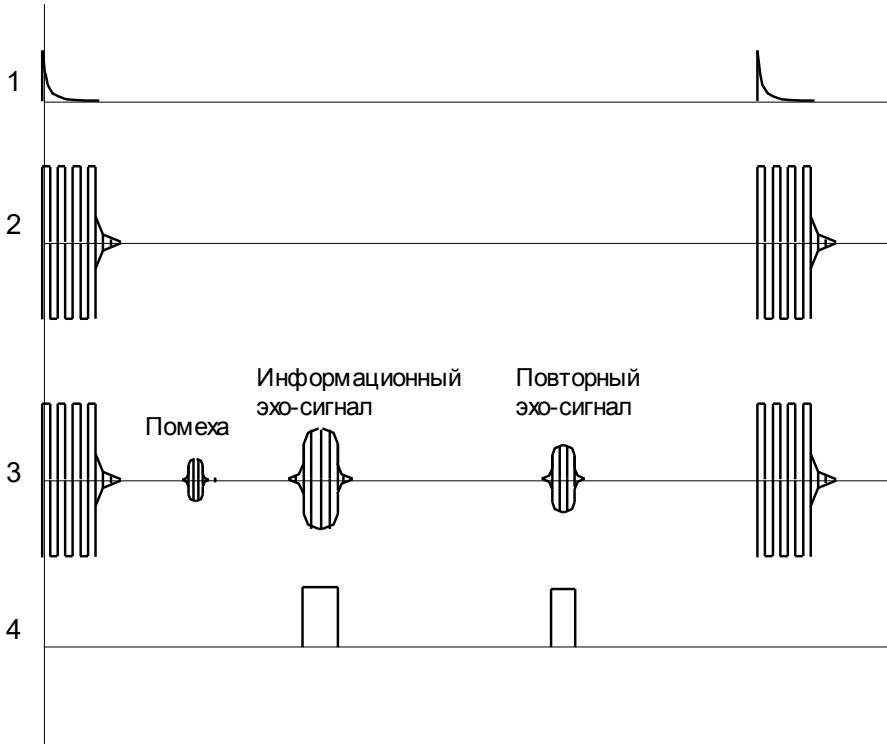 1
2
Информационный
эхо-сигнал
Повторный
эхо-сигнал
Помеха
3
4